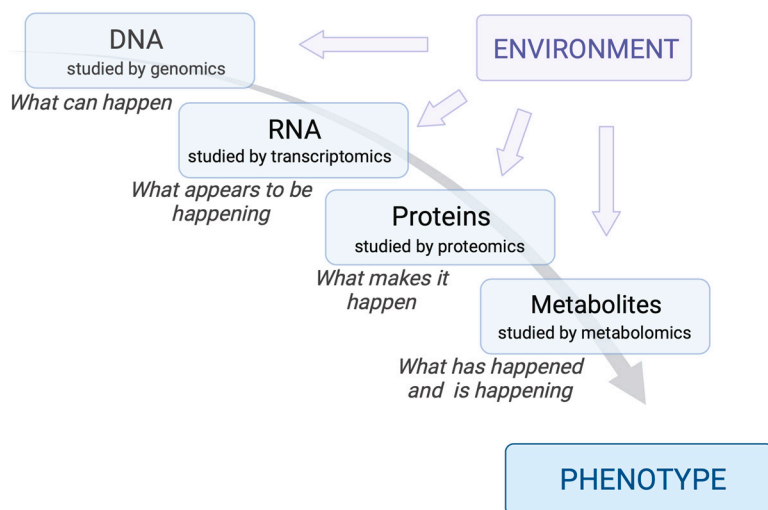 DNA
studied by genomics
ENVIRONMENT
What can happen
RNA
studied by transcriptomics
What appears to be
happening
Proteins
studied by proteomics
What makes it
happen
Metabolites
studied by metabolomics
What has happened
and is happening
PHENOTYPE